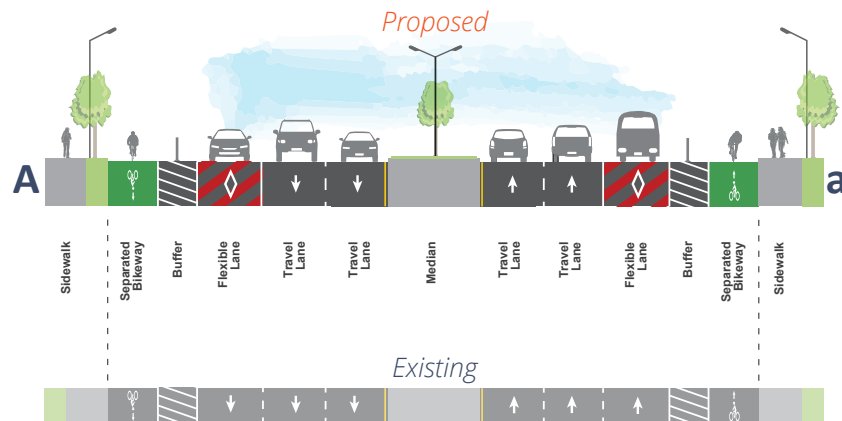 Proposed
A
a
Sidewalk
Separated
Bikeway
Buffer
Flexible
Lane
Travel
Lane
Travel
Lane
Median
Travel
Lane
Travel
Lane
Flexible
Lane
Buffer
Separated
Bikeway
Sidewalk
Existing